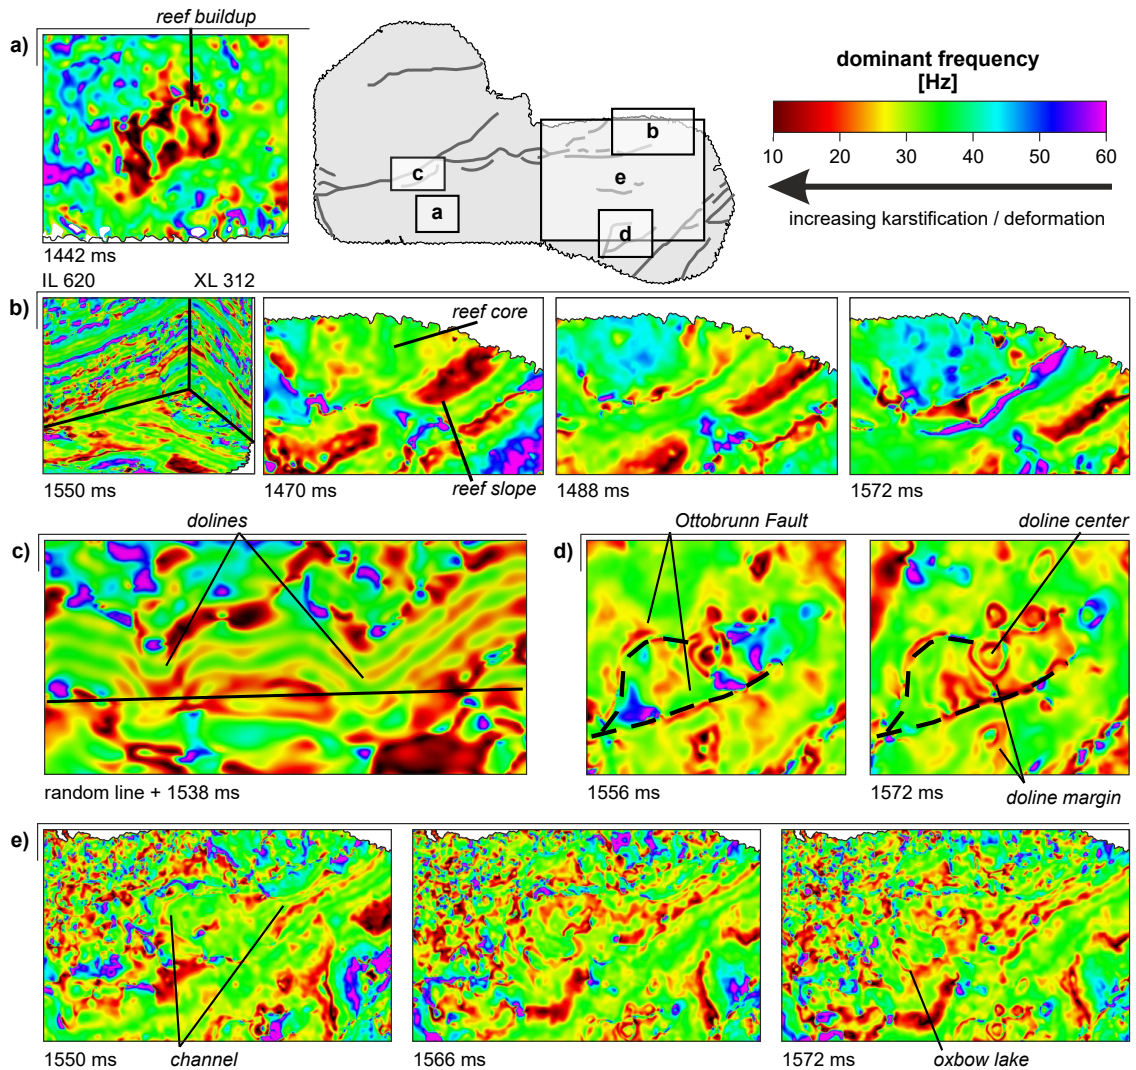 reef buildup
a)
1442 ms
c
a
b
e
d
dominant frequency
[Hz]
10 20 30 40 50 60
increasing karstification / deformation
IL 620 XL 312
b)
reef core
reef slope
1550 ms
1470 ms
1488 ms
1572 ms
c)
dolines
random line + 1538 ms
d)
Ottobrunn Fault
doline center
1556 ms
1572 ms
doline margin
e)
1550 ms
channel
1566 ms
1572 ms
oxbow lake